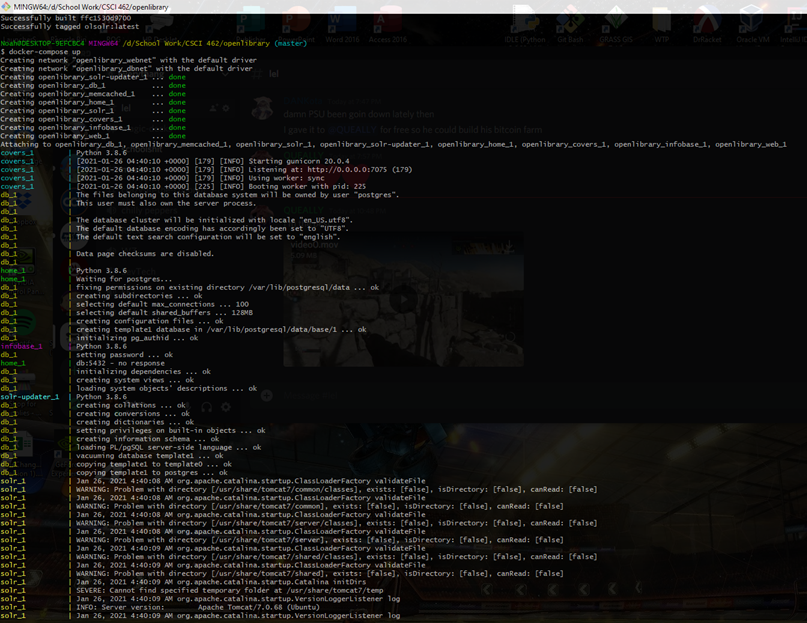 MINGW64:/d/School Work/CSCI 462/openlibrary
Successfully built ffc1530d9700
Successfully tagged olsolr:latest
Noah@DESKTOP-5EFCBC4 MINGW64 /d/School Work/CSCI 462/openlibrary (master)
$ docker-compose up
Creating network "openlibrary_webnet" with the default driver
Creating network "openlibrary_dbnet" with the default driver
Creating openlibrary_solr-updater_1 ... done
Creating openlibrary_db_1 ... done
Creating openlibrary_memcached_1 ... done
Creating openlibrary_home_1 ... done
Creating openlibrary_solr_1 ... done
Creating openlibrary_covers_1 ... done
Creating openlibrary_infobase_1 ... done
Creating openlibrary_web_1 ... done
Attaching to openlibrary_db_1, openlibrary_memcached_1, openlibrary_solr_1, openlibrary_solr-updater_1, openlibrary_home_1, openlibrary_covers_1, openlibrary_infobase_1, openlibrary_web_1
covers_1 | Python 3.8.6
covers_1 | [2021-01-26 04:40:10 +0000] [179] [INFO] Starting gunicorn 20.0.4
covers_1 | [2021-01-26 04:40:10 +0000] [179] [INFO] Listening at: http://0.0.0.0:7075 (179)
covers_1 | [2021-01-26 04:40:10 +0000] [179] [INFO] Using worker: sync
covers_1 | [2021-01-26 04:40:10 +0000] [225] [INFO] Booting worker with pid: 225
db_1 | The files belonging to this database system will be owned by user "postgres".
db_1 | This user must also own the server process.
db_1 |
db_1 | The database cluster will be initialized with locale "en_US.utf8".
db_1 | The default database encoding has accordingly been set to "UTF8".
db_1 | The default text search configuration will be set to "english".
db_1 |
db_1 | Data page checksums are disabled.
db_1 |
home_1 | Python 3.8.6
home_1 | Waiting for postgres...
db_1 | fixing permissions on existing directory /var/lib/postgresql/data ... ok
db_1 | creating subdirectories ... ok
db_1 | selecting default max_connections ... 100
db_1 | selecting default shared_buffers ... 128MB
db_1 | creating configuration files ... ok
db_1 | creating template1 database in /var/lib/postgresql/data/base/1 ... ok
db_1 | initializing pg_authid ... ok
infobase_1 | Python 3.8.6
db_1 | setting password ... ok
home_1 | db:5432 - no response
db_1 | initializing dependencies ... ok
db_1 | creating system views ... ok
db_1 | loading system objects' descriptions ... ok
solr-updater_1 | Python 3.8.6
db_1 | creating collations ... ok
db_1 | creating conversions ... ok
db_1 | creating dictionaries ... ok
db_1 | setting privileges on built-in objects ... ok
db_1 | creating information schema ... ok
db_1 | loading PL/pgSQL server-side language ... ok
db_1 | vacuuming database template1 ... ok
db_1 | copying template1 to template0 ... ok
db_1 | copying template1 to postgres ... ok
solr_1 | Jan 26, 2021 4:40:08 AM org.apache.catalina.startup.ClassLoaderFactory validateFile
solr_1 | WARNING: Problem with directory [/usr/share/tomcat7/common/classes], exists: [false], isDirectory: [false], canRead: [false]
solr_1 | Jan 26, 2021 4:40:08 AM org.apache.catalina.startup.ClassLoaderFactory validateFile
solr_1 | WARNING: Problem with directory [/usr/share/tomcat7/common], exists: [false], isDirectory: [false], canRead: [false]
solr_1 | Jan 26, 2021 4:40:08 AM org.apache.catalina.startup.ClassLoaderFactory validateFile
solr_1 | WARNING: Problem with directory [/usr/share/tomcat7/server/classes], exists: [false], isDirectory: [false], canRead: [false]
solr_1 | Jan 26, 2021 4:40:08 AM org.apache.catalina.startup.ClassLoaderFactory validateFile
solr_1 | WARNING: Problem with directory [/usr/share/tomcat7/server], exists: [false], isDirectory: [false], canRead: [false]
solr_1 | Jan 26, 2021 4:40:09 AM org.apache.catalina.startup.ClassLoaderFactory validateFile
solr_1 | WARNING: Problem with directory [/usr/share/tomcat7/shared/classes], exists: [false], isDirectory: [false], canRead: [false]
solr_1 | Jan 26, 2021 4:40:09 AM org.apache.catalina.startup.ClassLoaderFactory validateFile
solr_1 | WARNING: Problem with directory [/usr/share/tomcat7/shared], exists: [false], isDirectory: [false], canRead: [false]
solr_1 | Jan 26, 2021 4:40:09 AM org.apache.catalina.startup.Catalina initDirs
solr_1 | SEVERE: Cannot find specified temporary folder at /usr/share/tomcat7/temp
solr_1 | Jan 26, 2021 4:40:09 AM org.apache.catalina.startup.VersionLoggerListener log
solr_1 | INFO: Server version: Apache Tomcat/7.0.68 (Ubuntu)
solr_1 | Jan 26, 2021 4:40:09 AM org.apache.catalina.startup.VersionLoggerListener log